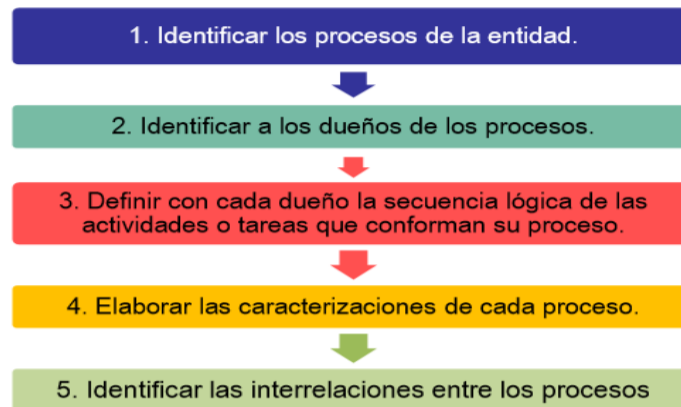 1. Identificar los procesos de la entidad.
2. Identificar a los dueños de los procesos.
3. Definir con cada dueño la secuencia lógica de las
actividades o tareas que conforman su proceso.
4. Elaborar las caracterizaciones de cada proceso.
5. Identificar las interrelaciones entre los procesos